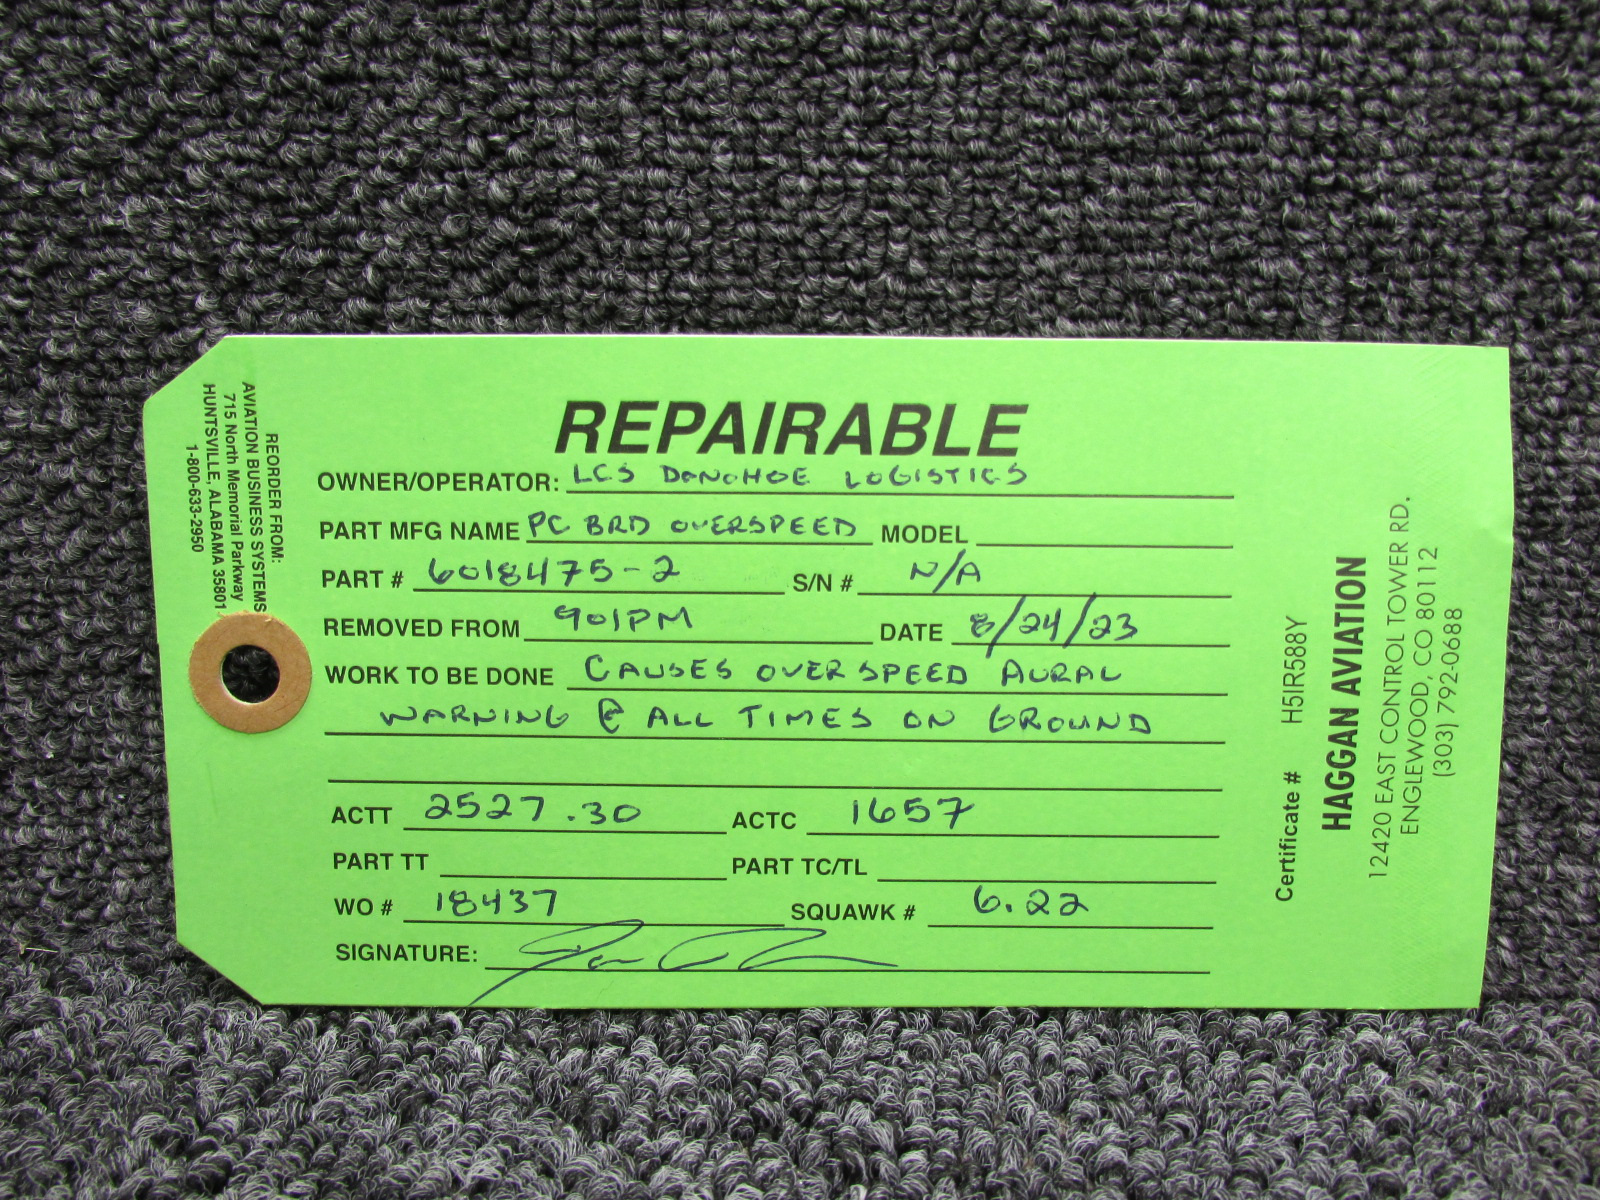 REPAIRABLE
OWNER/OPERATOR: LCS DONOHOE LOGISTICS
PART MFG NAME PC BRD OVERSPEED MODEL
PART # 6018475-2 S/N # N/A
REMOVED FROM 901PM DATE 8/24/23
WORK TO BE DONE CAUSES OVERSPEED AURAL
WARNING @ ALL TIMES ON GROUND
ACTT 2527.30 ACTC 1657
PART TT PART TC/TL
WO # 18437 SQUAWK # 6.22
SIGNATURE:
REORDER FROM:
AVIATION BUSINESS SYSTEMS
715 North Memorial Parkway
HUNTSVILLE, ALABAMA 35801
1-800-633-2950
Certificate # H5IR588Y
HAGGAN AVIATION
12420 EAST CONTROL TOWER RD.
ENGLEWOOD, CO 80112
(303) 792-0688